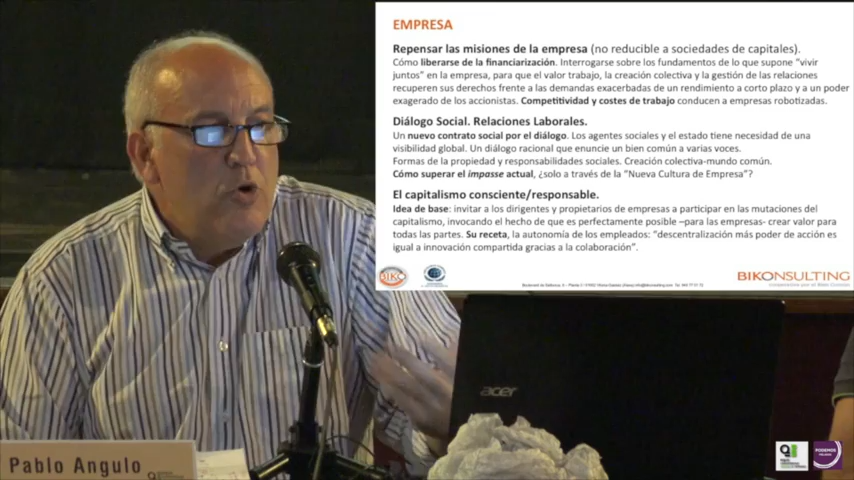 EMPRESA
Repensar las misiones de la empresa (no reducible a sociedades de capitales).
Cómo liberarse de la financiarización. Interrogarse sobre los fundamentos de lo que supone “vivir
juntos” en la empresa, para que el valor trabajo, la creación colectiva y la gestión de las relaciones
recuperen sus derechos frente a las demandas exacerbadas de un rendimiento a corto plazo y a un poder
exagerado de los accionistas. Competitividad y costes de trabajo conducen a empresas robotizadas.
Diálogo Social. Relaciones Laborales.
Un nuevo contrato social por el diálogo. Los agentes sociales y el estado tiene necesidad de una
visibilidad global. Un diálogo racional que enuncie un bien común a varias voces.
Formas de la propiedad y responsabilidades sociales. Creación colectiva-mundo común.
Cómo superar el impasse actual, ¿solo a través de la “Nueva Cultura de Empresa”?
El capitalismo consciente/responsable.
Idea de base: invitar a los dirigentes y propietarios de empresas a participar en las mutaciones del
capitalismo, invocando el hecho de que es perfectamente posible –para las empresas- crear valor para
todas las partes. Su receta, la autonomía de los empleados: “descentralización más poder de acción es
igual a innovación compartida gracias a la colaboración”.
BIKO
BIKONSULTING
acer
Pablo Angulo
PODEMOS